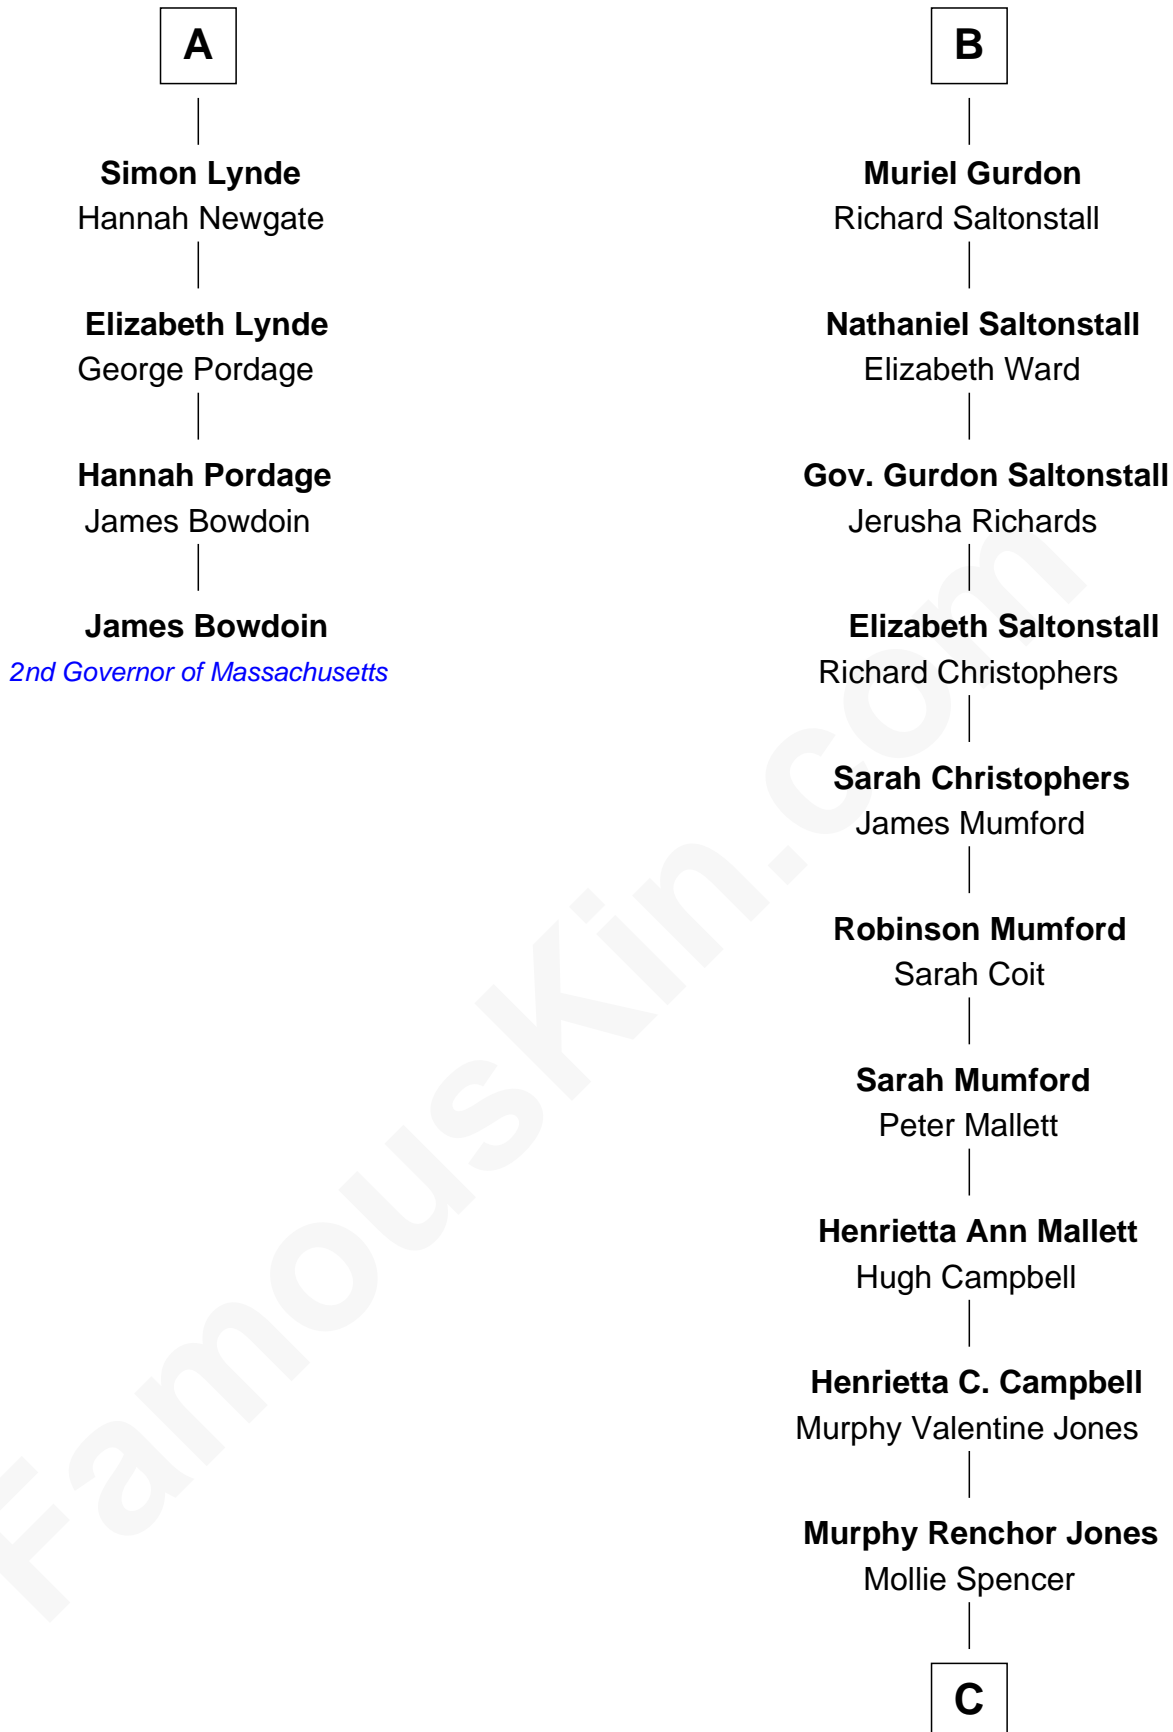 A
Simon Lynde
Hannah Newgate
Elizabeth Lynde
George Pordage
Hannah Pordage
James Bowdoin
James Bowdoin
2nd Governor of Massachusetts
B
Muriel Gurdon
Richard Saltonstall
Nathaniel Saltonstall
Elizabeth Ward
Gov. Gurdon Saltonstall
Jerusha Richards
Elizabeth Saltonstall
Richard Christophers
Sarah Christophers
James Mumford
Robinson Mumford
Sarah Coit
Sarah Mumford
Peter Mallett
Henrietta Ann Mallett
Hugh Campbell
Henrietta C. Campbell
Murphy Valentine Jones
Murphy Renchor Jones
Mollie Spencer
C
FamousKin.com